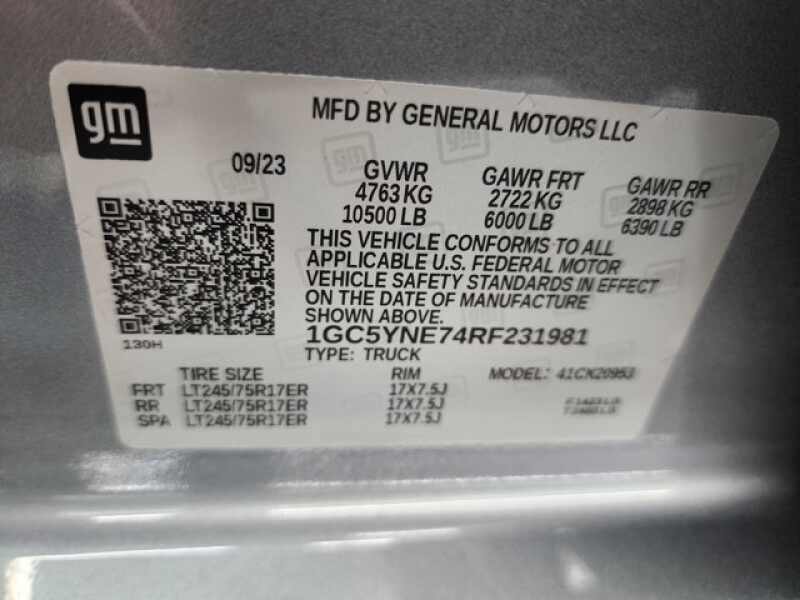 gm
MFD BY GENERAL MOTORS LLC
09/23
GVWR
4763 KG
10500 LB
GAWR FRT
2722 KG
6000 LB
GAWR RR
2898 KG
6390 LB
THIS VEHICLE CONFORMS TO ALL
APPLICABLE U.S. FEDERAL MOTOR
VEHICLE SAFETY STANDARDS IN EFFECT
ON THE DATE OF MANUFACTURE
SHOWN ABOVE.
130H
1GC5YNE74RF231981
TYPE: TRUCK
TIRE SIZE RIM MODEL: 41CK20953
FRT LT245/75R17ER 17X7.5J
RR LT245/75R17ER 17X7.5J
SPA LT245/75R17ER 17X7.5J